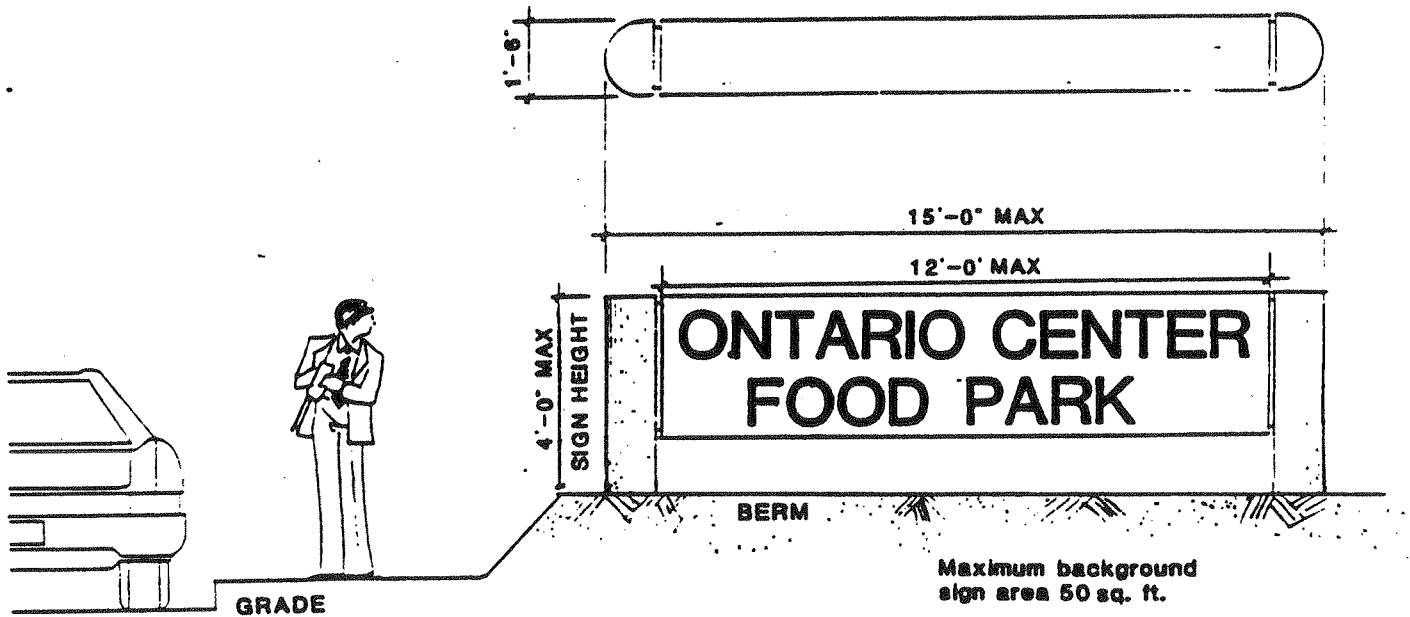 1'-6"
15'-0" MAX
12'-0' MAX
4'-0" MAX
SIGN HEIGHT
ONTARIO CENTER
FOOD PARK
BERM
GRADE
Maximum background
sign area 50 sq. ft.